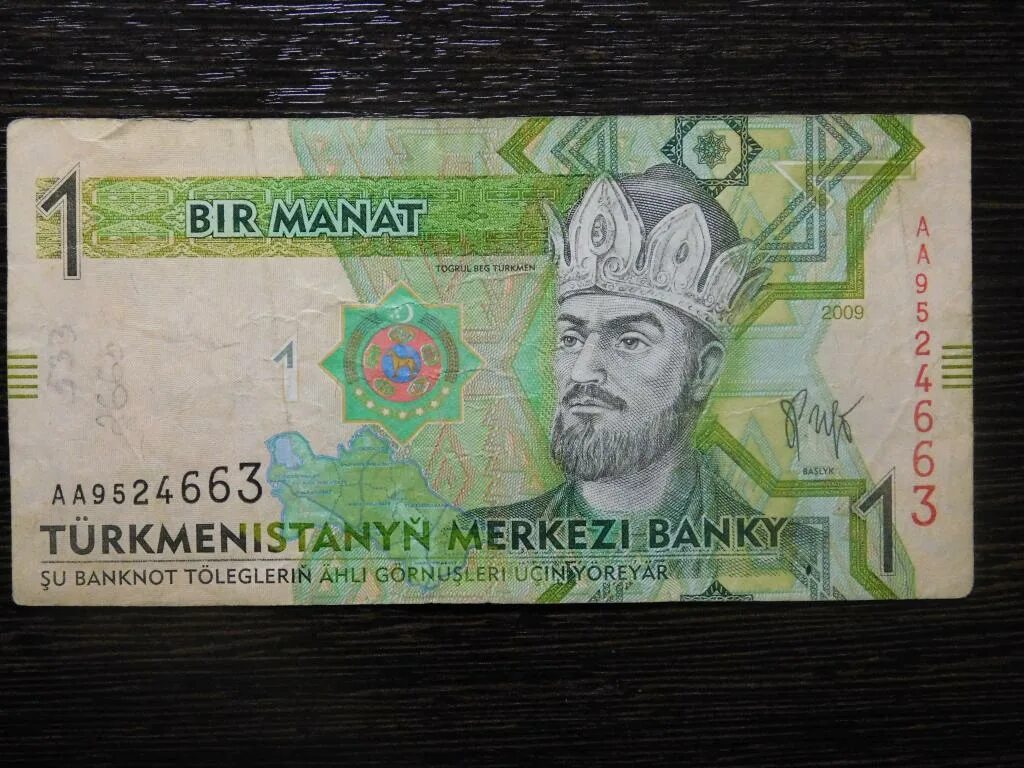 1
BIR MANAT
TOGRUL BEG TÜRKMEN
2009
AA9524663
1
533
BAŞLYK
AA9524663
1
TÜRKMENISTANYŇ MERKEZI BANKY
ŞU BANKNOT TÖLEGLERIŇ ÄHLI GÖRNÜŞLERI ÜÇIN ÝÖREÝÄR